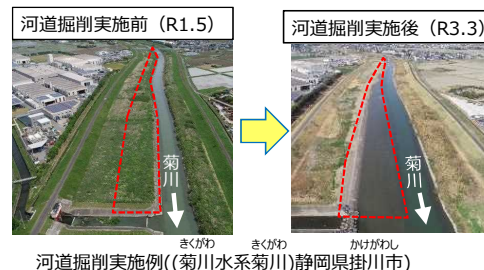 河道掘削実施前（R1.5）
河道掘削実施後（R3.3）
菊川
菊川
きくがわ きくがわ かけがわし
河道掘削実施例((菊川水系菊川)静岡県掛川市)